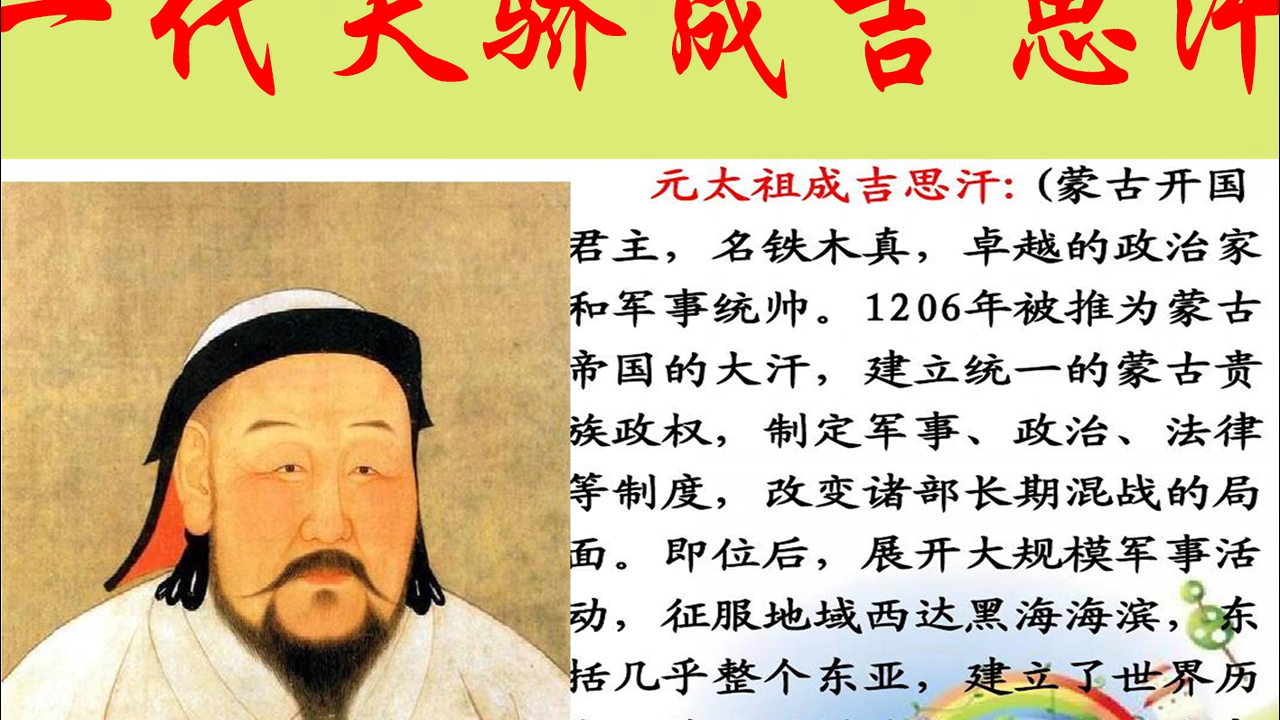 一代天骄成吉思汗
元太祖成吉思汗:（蒙古开国
君主，名铁木真，卓越的政治家
和军事统帅。1206年被推为蒙古
帝国的大汗，建立统一的蒙古贵
族政权，制定军事、政治、法律
等制度，改变诸部长期混战的局
面。即位后，展开大规模军事活
动，征服地域西达黑海海滨，东
括几乎整个东亚，建立了世界历